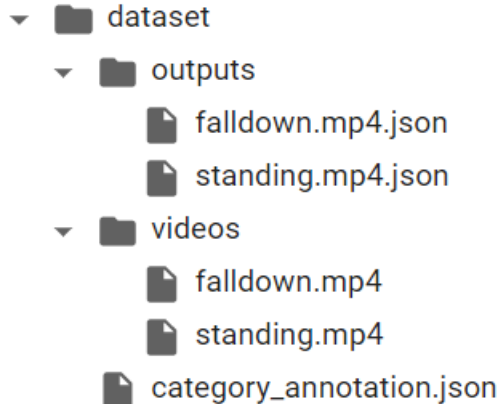 dataset
outputs
falldown.mp4.json
standing.mp4.json
videos
falldown.mp4
standing.mp4
category_annotation.json